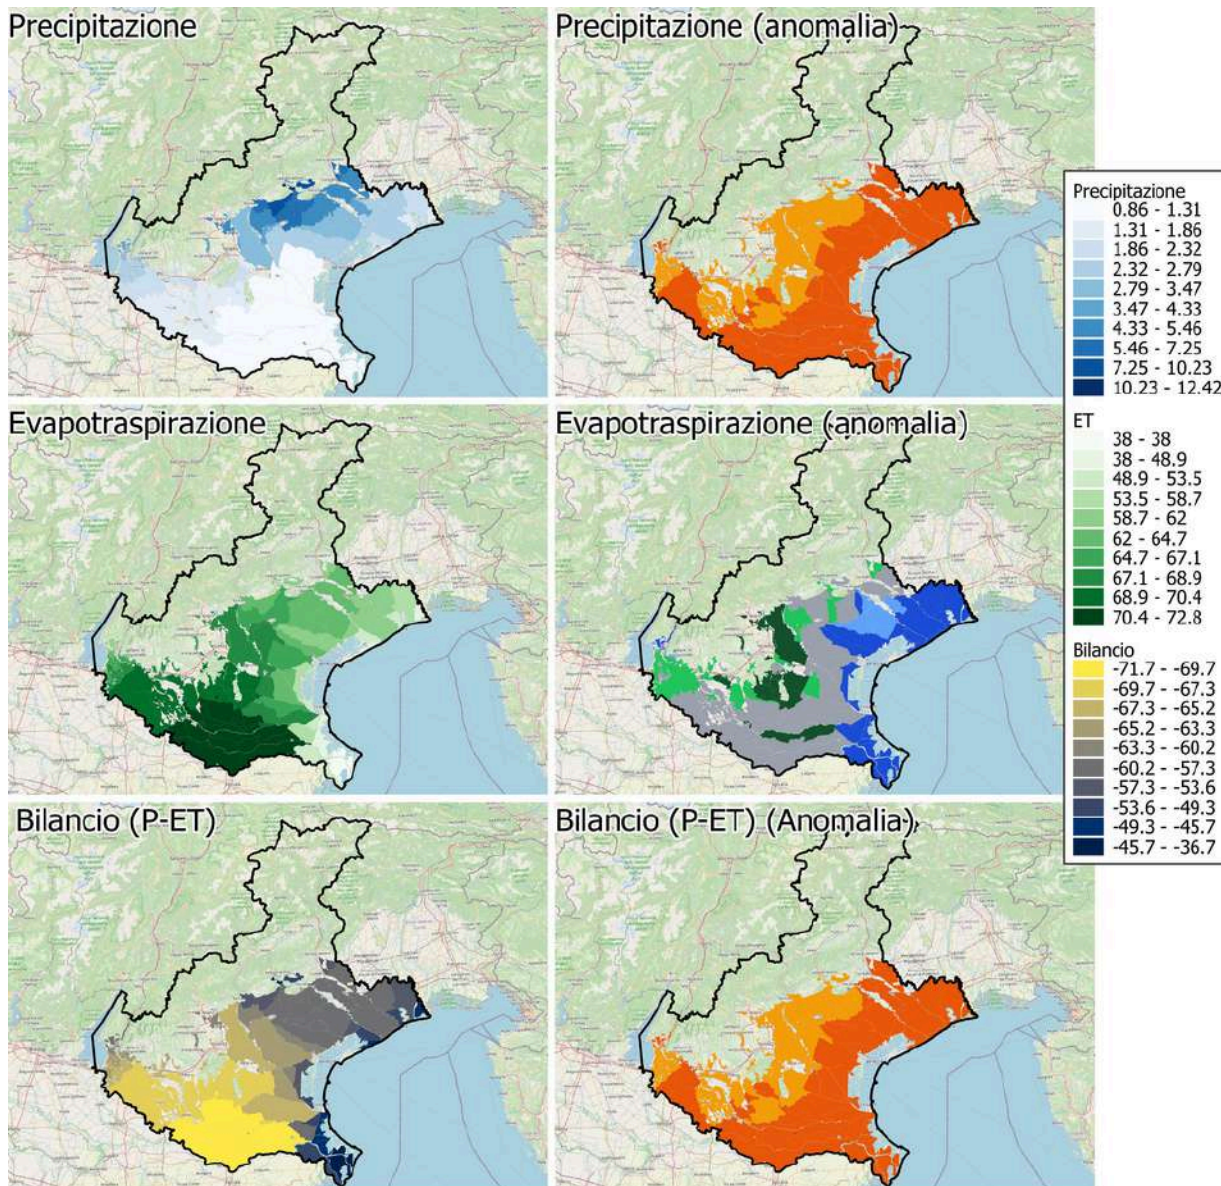 Precipitazione
Precipitazione (anomalia)
Evapotraspirazione
Evapotraspirazione (anomalia)
Bilancio (P-ET)
Bilancio (P-ET) (Anomalia)
Precipitazione
0.86 - 1.31
1.31 - 1.86
1.86 - 2.32
2.32 - 2.79
2.79 - 3.47
3.47 - 4.33
4.33 - 5.46
5.46 - 7.25
7.25 - 10.23
10.23 - 12.42
ET
38 - 38
38 - 48.9
48.9 - 53.5
53.5 - 58.7
58.7 - 62
62 - 64.7
64.7 - 67.1
67.1 - 68.9
68.9 - 70.4
70.4 - 72.8
Bilancio
-71.7 - -69.7
-69.7 - -67.3
-67.3 - -65.2
-65.2 - -63.3
-63.3 - -60.2
-60.2 - -57.3
-57.3 - -53.6
-53.6 - -49.3
-49.3 - -45.7
-45.7 - -36.7